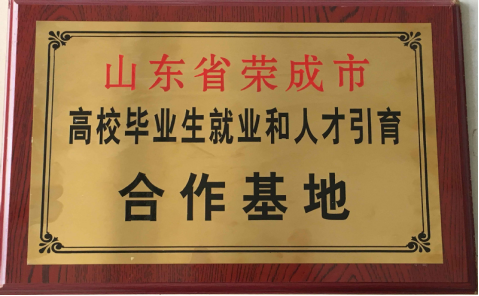 山东省荣成市
高校毕业生就业和人才引育
合作基地